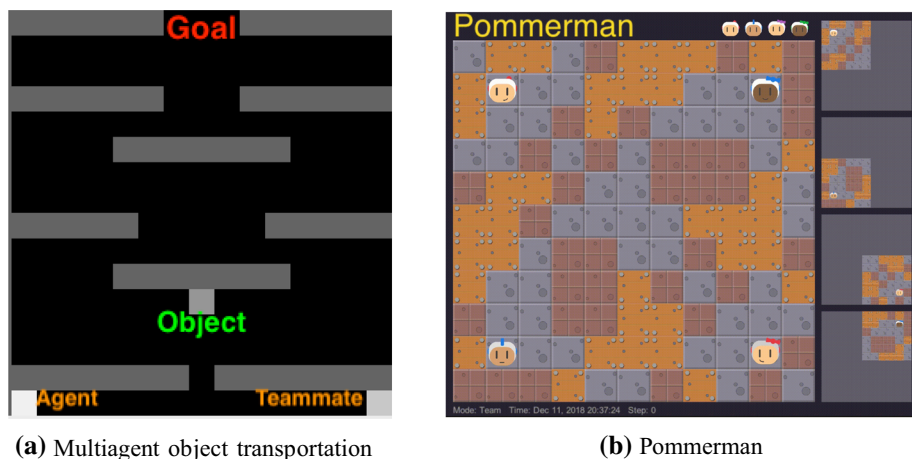 Goal
Object
Agent
Teammate
(a) Multiagent object transportation
Pommerman
Mode: Team Time: Dec 11, 2018 20:37:24 Step: 0
(b) Pommerman